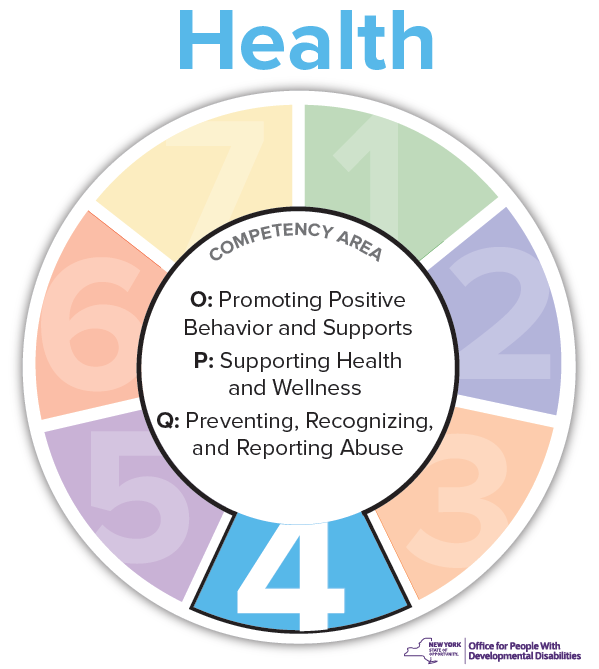 Health
7
1
6
2
5
3
4
COMPETENCY AREA
O: Promoting Positive
Behavior and Supports
P: Supporting Health
and Wellness
Q: Preventing, Recognizing,
and Reporting Abuse
NEW YORK
STATE OF
OPPORTUNITY.
Office for People With
Developmental Disabilities